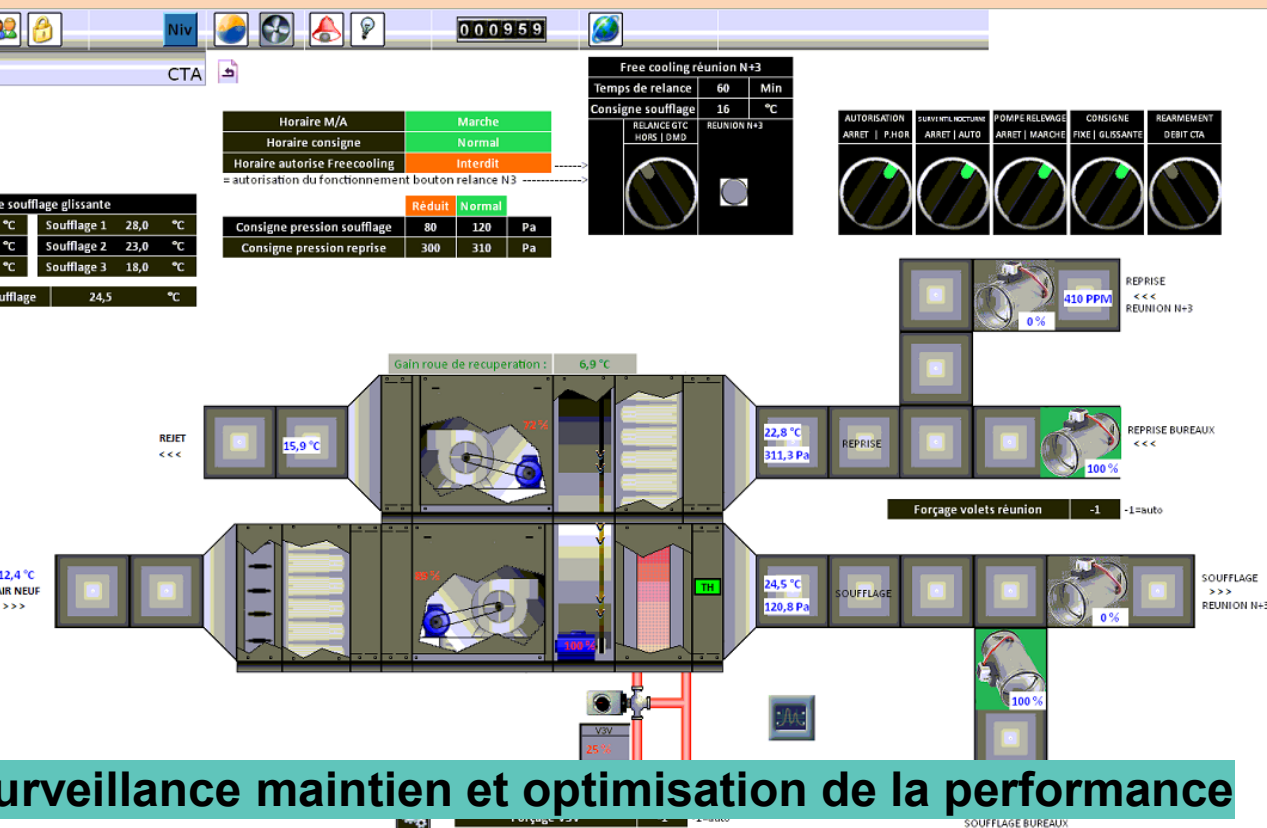 Niv
000959
CTA
Free cooling réunion N+3
Temps de relance 60 Min
Consigne soufflage 16 °C
RELANCE GTC REUNION N+3
HORS | DMD
Horaire M/A Marche
Horaire consigne Normal
Horaire autorise Freecooling Interdit ----->
= autorisation du fonctionnement bouton relance N3 ----------->
AUTORISATION SURVENTIL NOCTURNE POMPE RELEVAGE CONSIGNE REARMEMENT
ARRET | P.HOR ARRET | AUTO ARRET | MARCHE FIXE | GLISSANTE DEBIT CTA
e soufflage glissante
°C Soufflage 1 28,0 °C
°C Soufflage 2 23,0 °C
°C Soufflage 3 18,0 °C
ufflage 24,5 °C
Réduit Normal
Consigne pression soufflage 80 120 Pa
Consigne pression reprise 300 310 Pa
410 PPM
0 %
REPRISE
<<<
REUNION N+3
Gain roue de recuperation : 6,9 °C
REJET
<<<
15,9 °C
22,8 °C
311,3 Pa
REPRISE
100 %
REPRISE BUREAUX
<<<
Forçage volets réunion -1 -1=auto
12,4 °C
AIR NEUF
>>>
TH
24,5 °C
120,8 Pa
SOUFFLAGE
0 %
SOUFFLAGE
>>>
REUNION N+3
100 %
100 %
V3V
25 %
urveillance maintien et optimisation de la performance
Forçage V3V -1 -1=auto
SOUFFLAGE BUREAUX